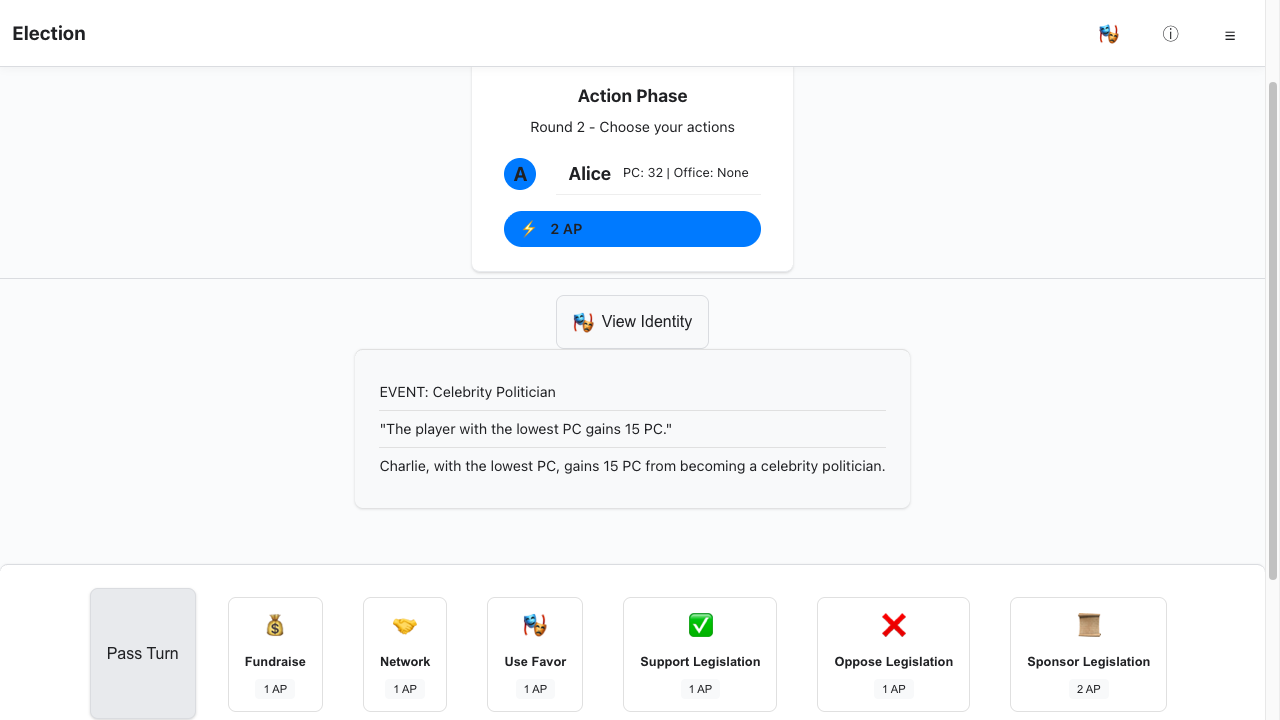 Election
Action Phase
Round 2 - Choose your actions
A
Alice
PC: 32 | Office: None
2 AP
View Identity
EVENT: Celebrity Politician
"The player with the lowest PC gains 15 PC."
Charlie, with the lowest PC, gains 15 PC from becoming a celebrity politician.
Pass Turn
Fundraise
1 AP
Network
1 AP
Use Favor
1 AP
Support Legislation
1 AP
Oppose Legislation
1 AP
Sponsor Legislation
2 AP